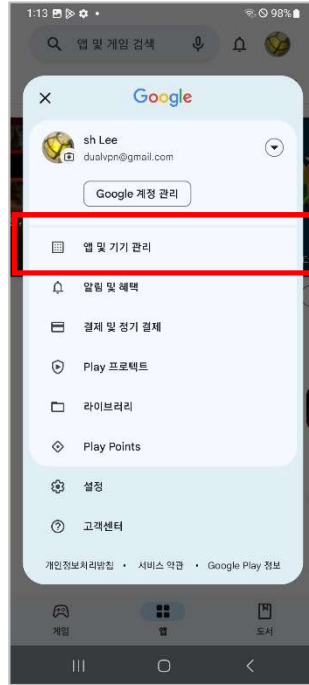 1:13
98%
앱 및 게임 검색
Google
sh Lee
dualvpn@gmail.com
Google 계정 관리
앱 및 기기 관리
알림 및 혜택
결제 및 정기 결제
Play 프로텍트
라이브러리
Play Points
설정
고객센터
개인정보처리방침 • 서비스 약관 • Google Play 정보
게임
앱
도서